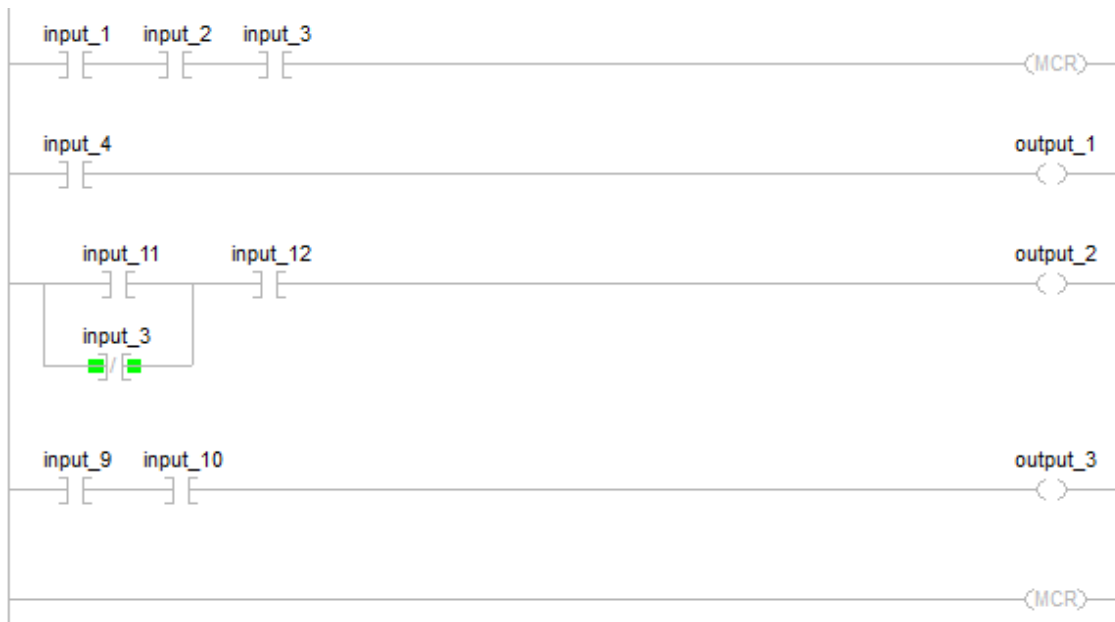 input_1 input_2 input_3
(MCR)
input_4 output_1
input_11 input_12 output_2
input_3
input_9 input_10 output_3
(MCR)